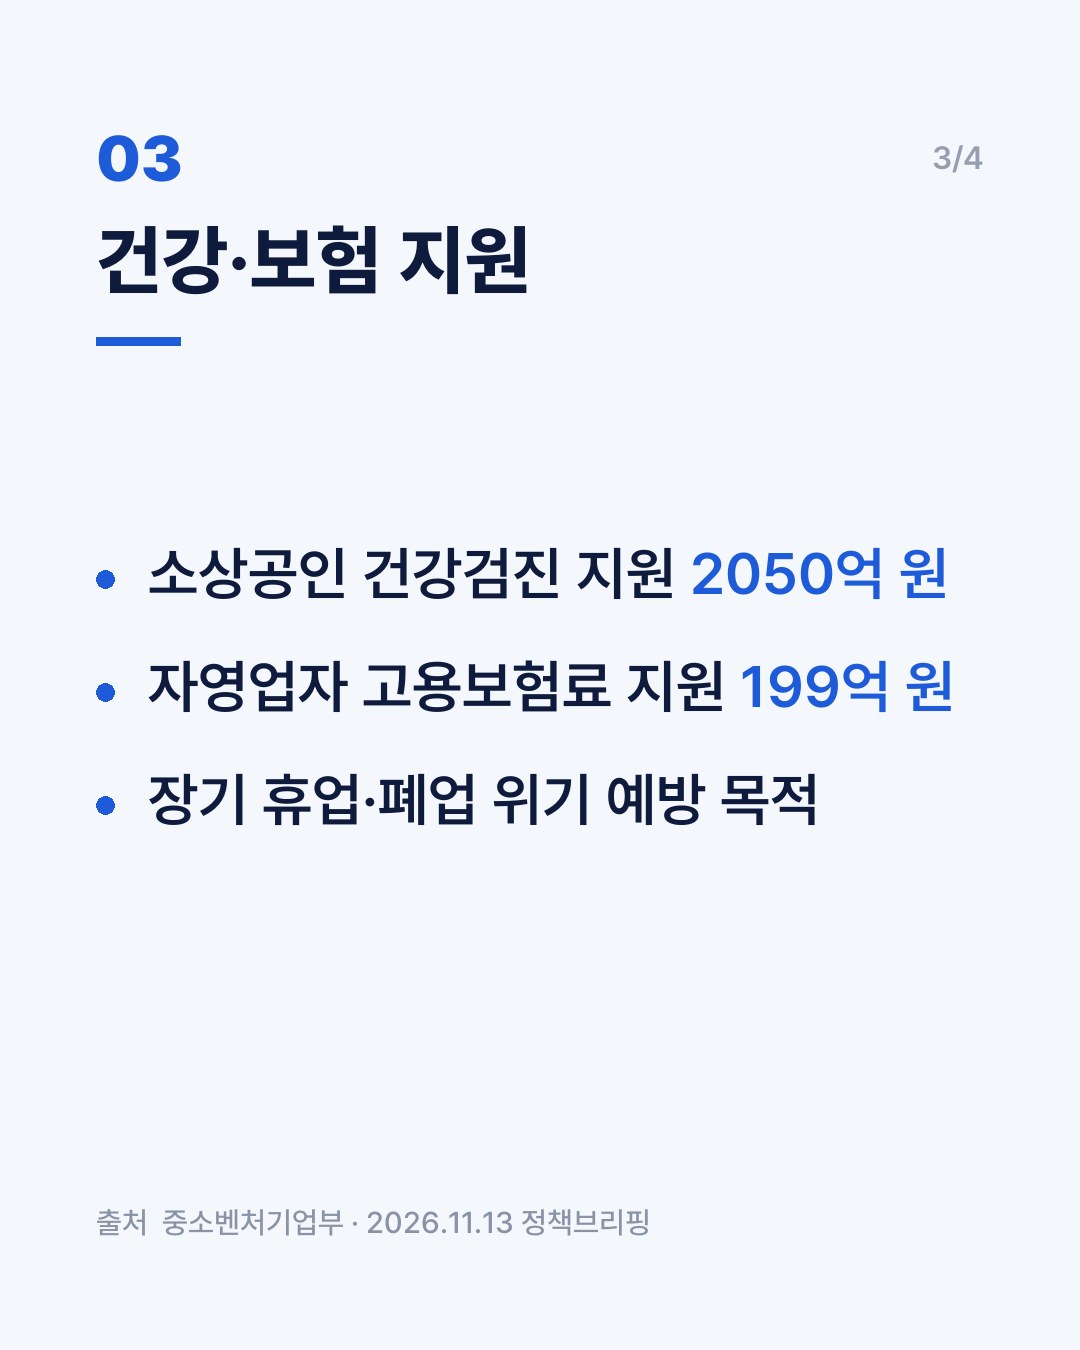 03
3/4
건강·보험 지원
소상공인 건강검진 지원 2050억 원
자영업자 고용보험료 지원 199억 원
장기 휴업·폐업 위기 예방 목적
출처 중소벤처기업부 · 2026.11.13 정책브리핑